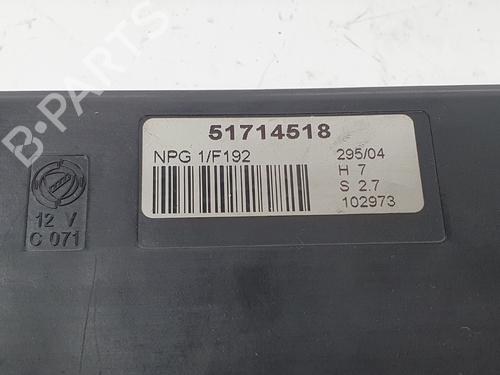 B-PARTS
51714518
NPG 1/F192
295/04
H 7
S 2.7
102973
12 V
C 071